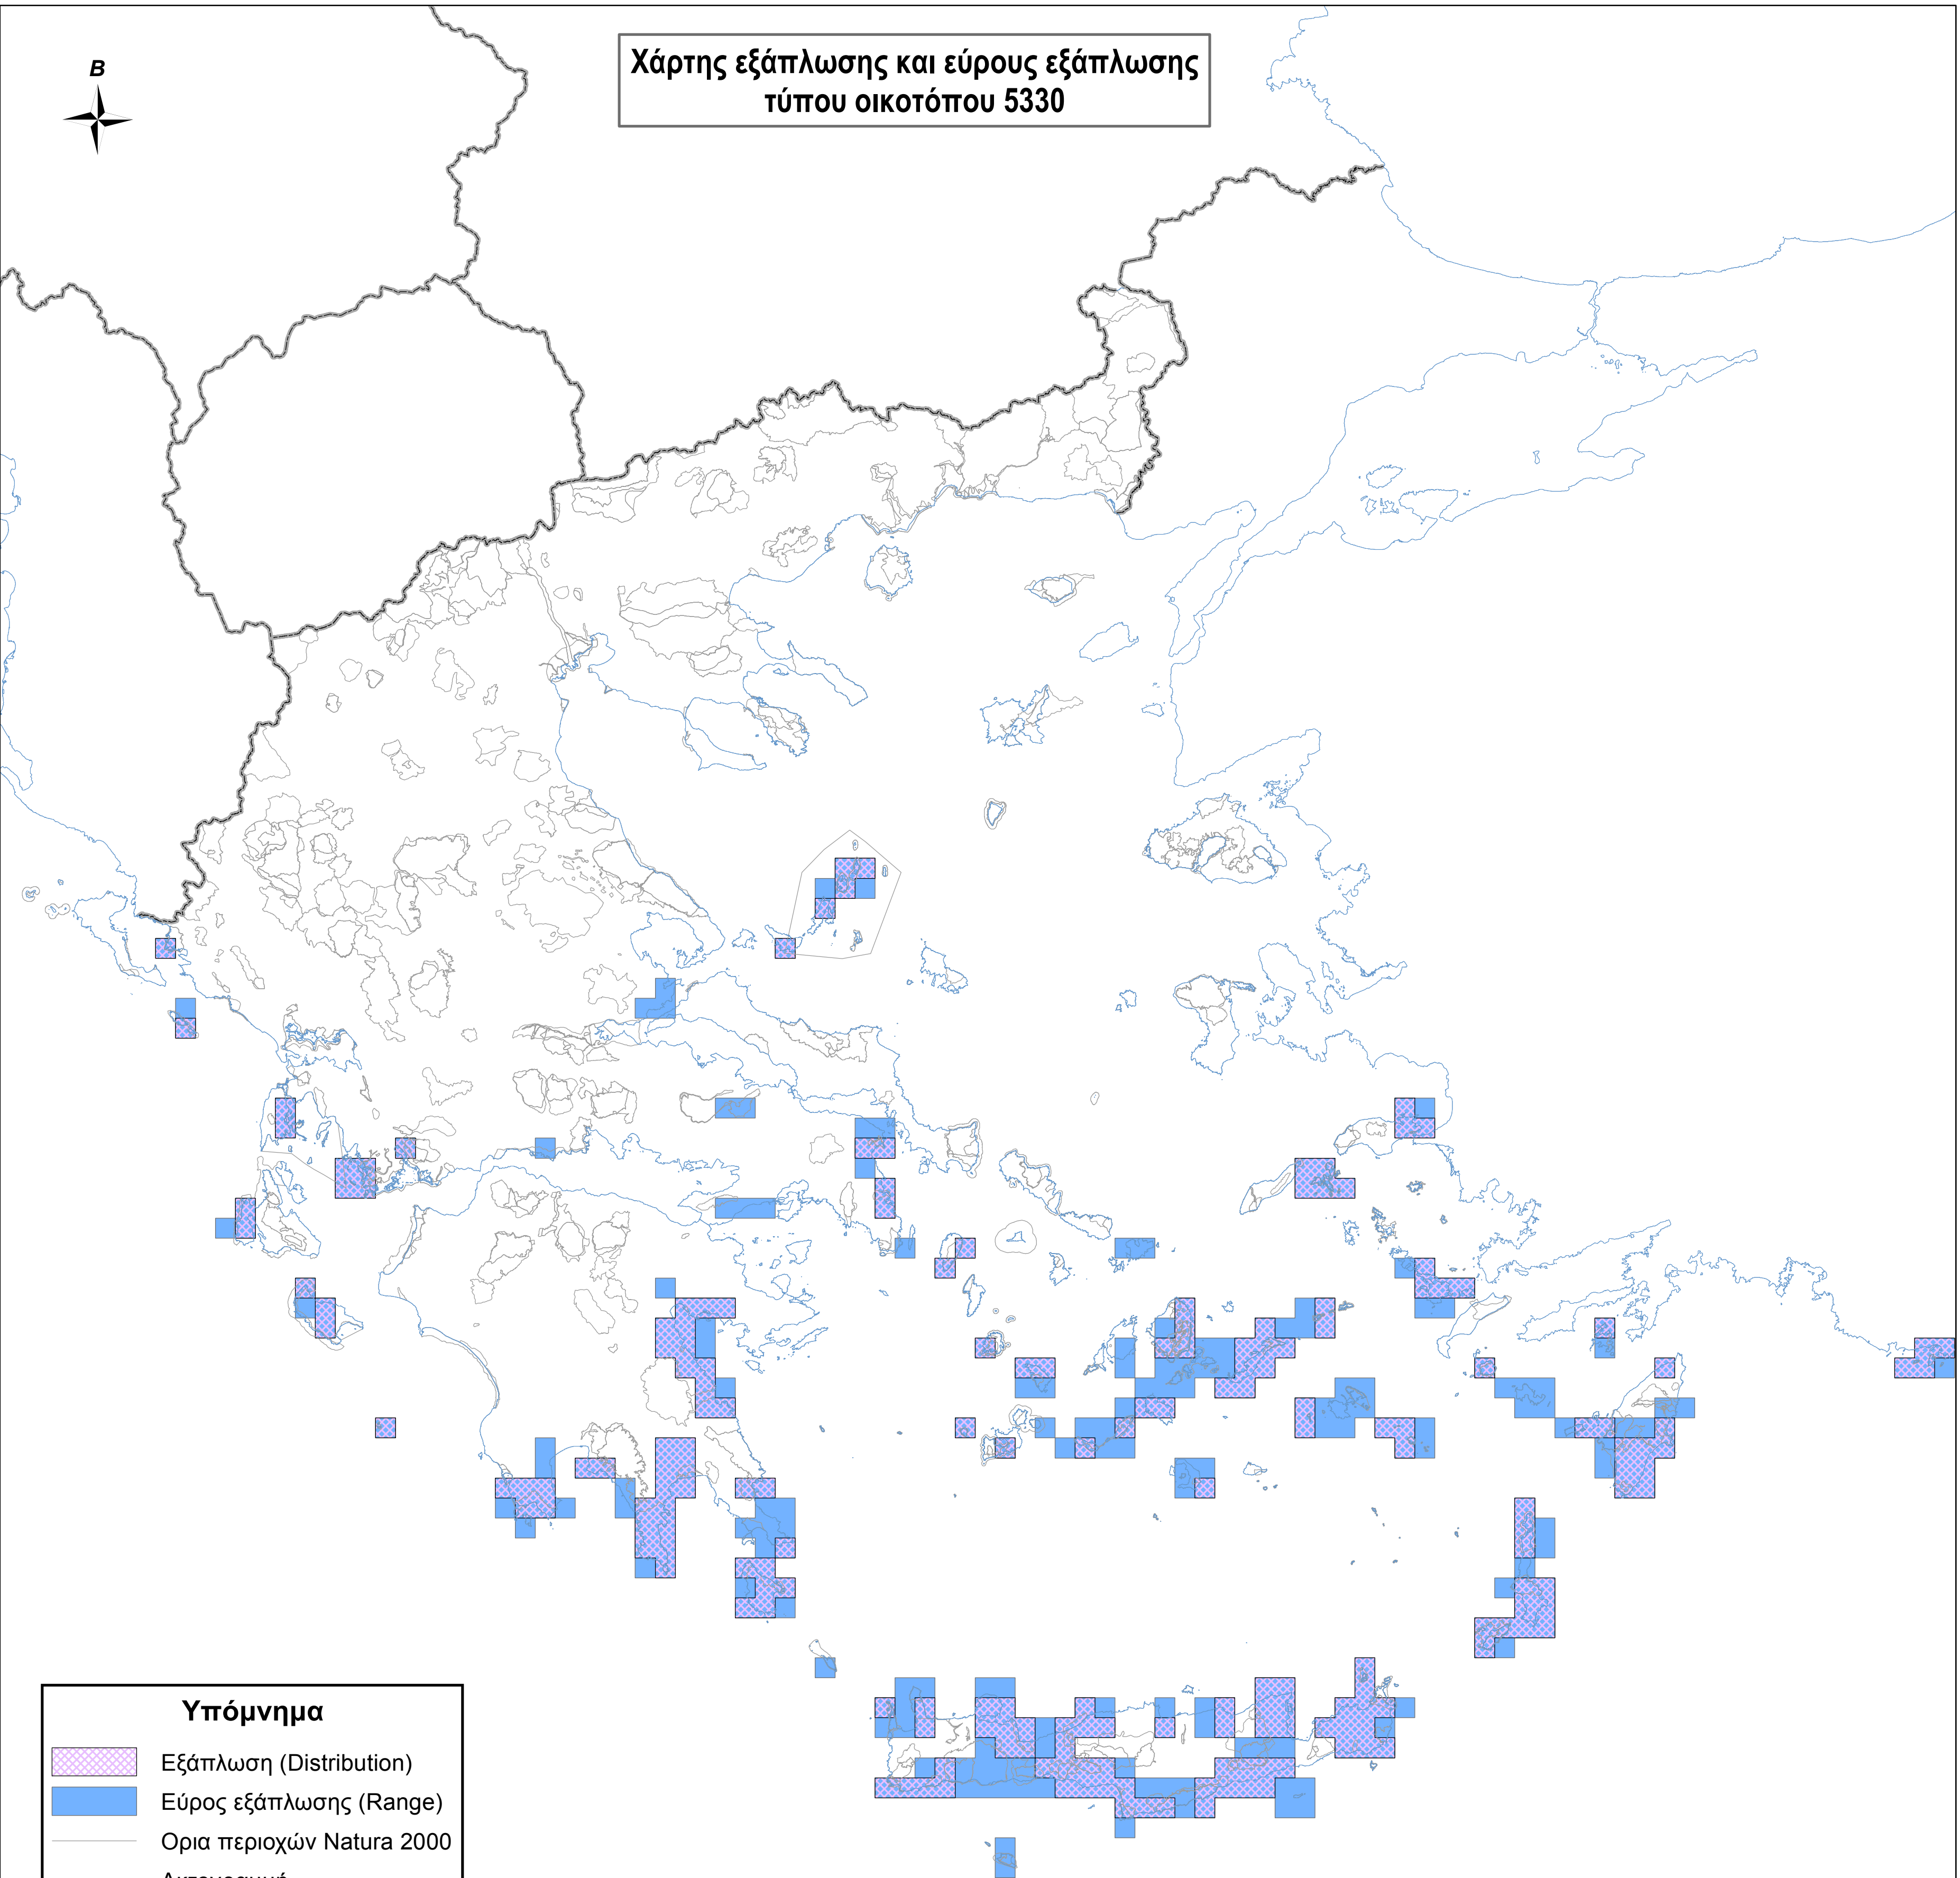 Χάρτης εξάπλωσης και εύρους εξάπλωσης
τύπου οικοτόπου 5330
Β
Υπόμνημα
Εξάπλωση (Distribution)
Εύρος εξάπλωσης (Range)
Ορια περιοχών Natura 2000